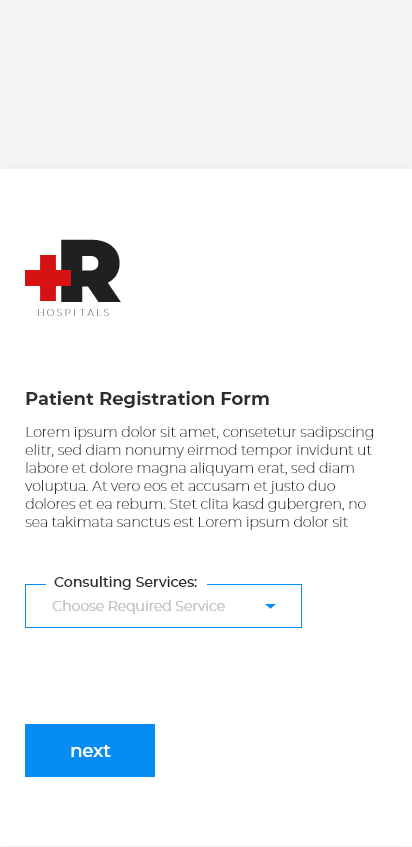 R
HOSPITALS
Patient Registration Form
Lorem ipsum dolor sit amet, consetetur sadipscing
elitr, sed diam nonumy eirmod tempor invidunt ut
labore et dolore magna aliquyam erat, sed diam
voluptua. At vero eos et accusam et justo duo
dolores et ea rebum. Stet clita kasd gubergren, no
sea takimata sanctus est Lorem ipsum dolor sit
Consulting Services:
Choose Required Service
next